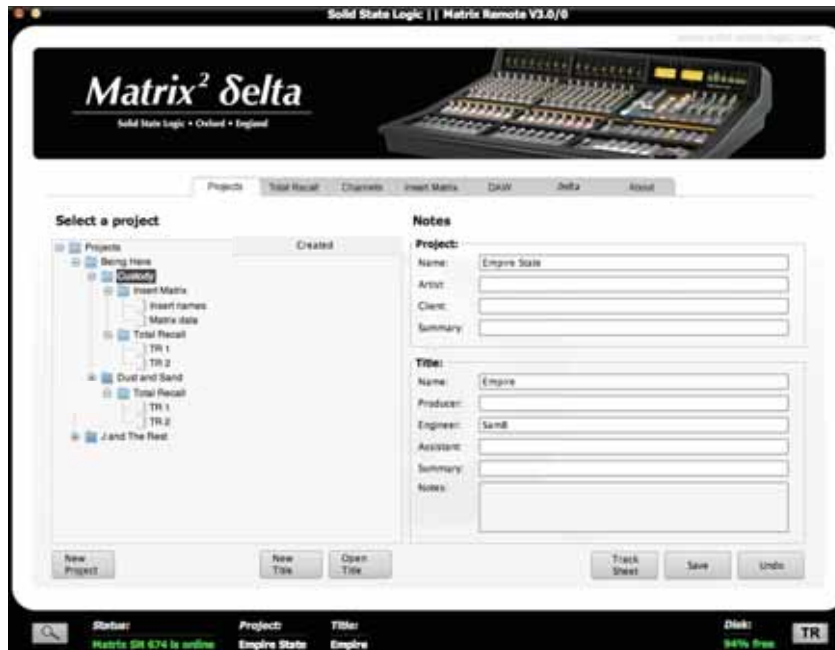 Solid State Logic || Matrix Remote V3.0/0
Matrix² δelta
Solid State Logic • Oxford • England
Projects Total Recall Channels Insert Matrix DAW δelta About
Select a project
Created
Projects
Being Here
Custody
Insert Matrix
Insert names
Matrix data
Total Recall
TR 1
TR 2
Dust and Sand
Total Recall
TR 1
TR 2
J and The Rest
New Project
New Title
Open Title
Notes
Project:
Name: Empire State
Artist:
Client:
Summary:
Title:
Name: Empire
Producer:
Engineer: SamB
Assistant:
Summary:
Notes:
Track Sheet
Save
Undo
Status: Project: Title: Disk:
Matrix SN 674 is online Empire State Empire 94% free
TR